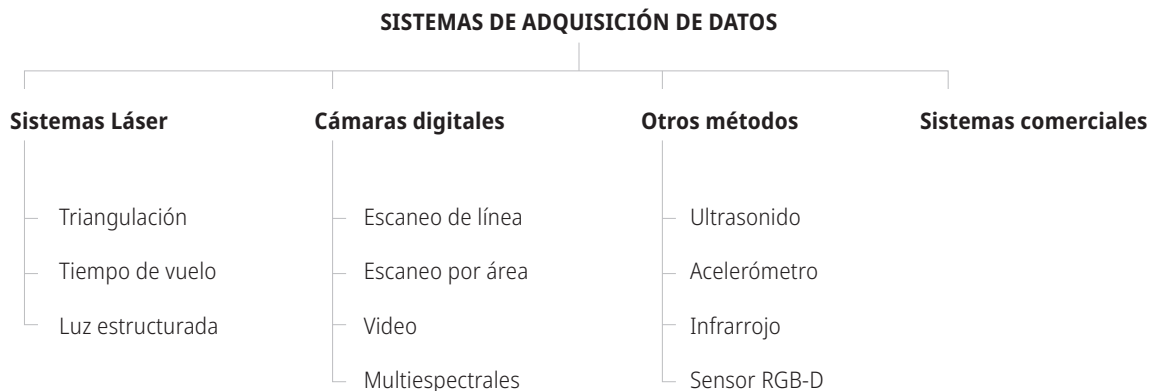 SISTEMAS DE ADQUISICIÓN DE DATOS
Sistemas Láser
Triangulación
Tiempo de vuelo
Luz estructurada
Cámaras digitales
Escaneo de línea
Escaneo por área
Video
Multiespectrales
Otros métodos
Ultrasonido
Acelerómetro
Infrarrojo
Sensor RGB-D
Sistemas comerciales